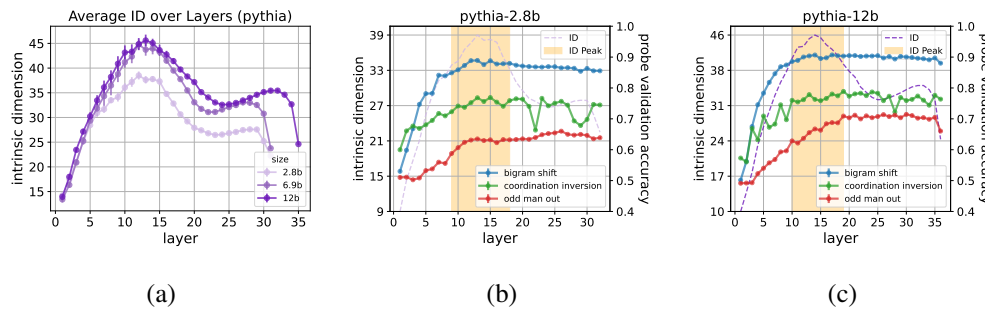 Average ID over Layers (pythia)
intrinsic dimension
45
40
35
30
25
20
15
0 5 10 15 20 25 30 35
layer
size
2.8b
6.9b
12b
(a)
pythia-2.8b
intrinsic dimension
39
33
27
21
15
9
1 5 10 15 20 25 30
layer
1.0
0.9
0.8
0.7
0.6
0.5
0.4
probe validation accuracy
ID
ID Peak
bigram shift
coordination inversion
odd man out
(b)
pythia-12b
intrinsic dimension
46
38
31
24
17
10
1 5 10 15 20 25 30 35
layer
1.0
0.9
0.8
0.7
0.6
0.5
0.4
probe validation accuracy
ID
ID Peak
bigram shift
coordination inversion
odd man out
(c)